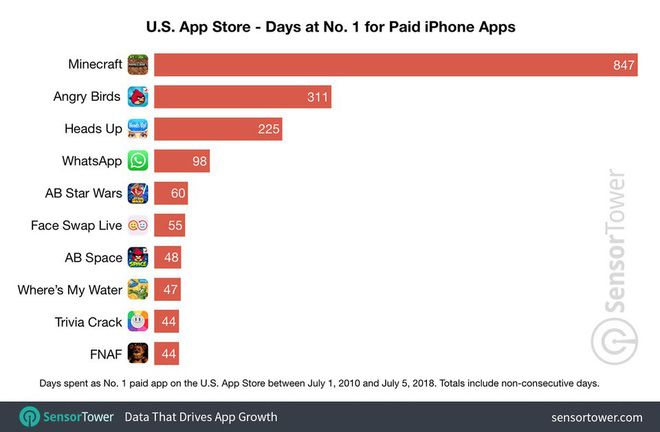 U.S. App Store - Days at No. 1 for Paid iPhone Apps
Minecraft 847
Angry Birds 311
Heads Up 225
WhatsApp 98
AB Star Wars 60
Face Swap Live 55
AB Space 48
Where's My Water 47
Trivia Crack 44
FNAF 44
SensorTower
Days spent as No. 1 paid app on the U.S. App Store between July 1, 2010 and July 5, 2018. Totals include non-consecutive days.
SensorTower Data That Drives App Growth sensortower.com